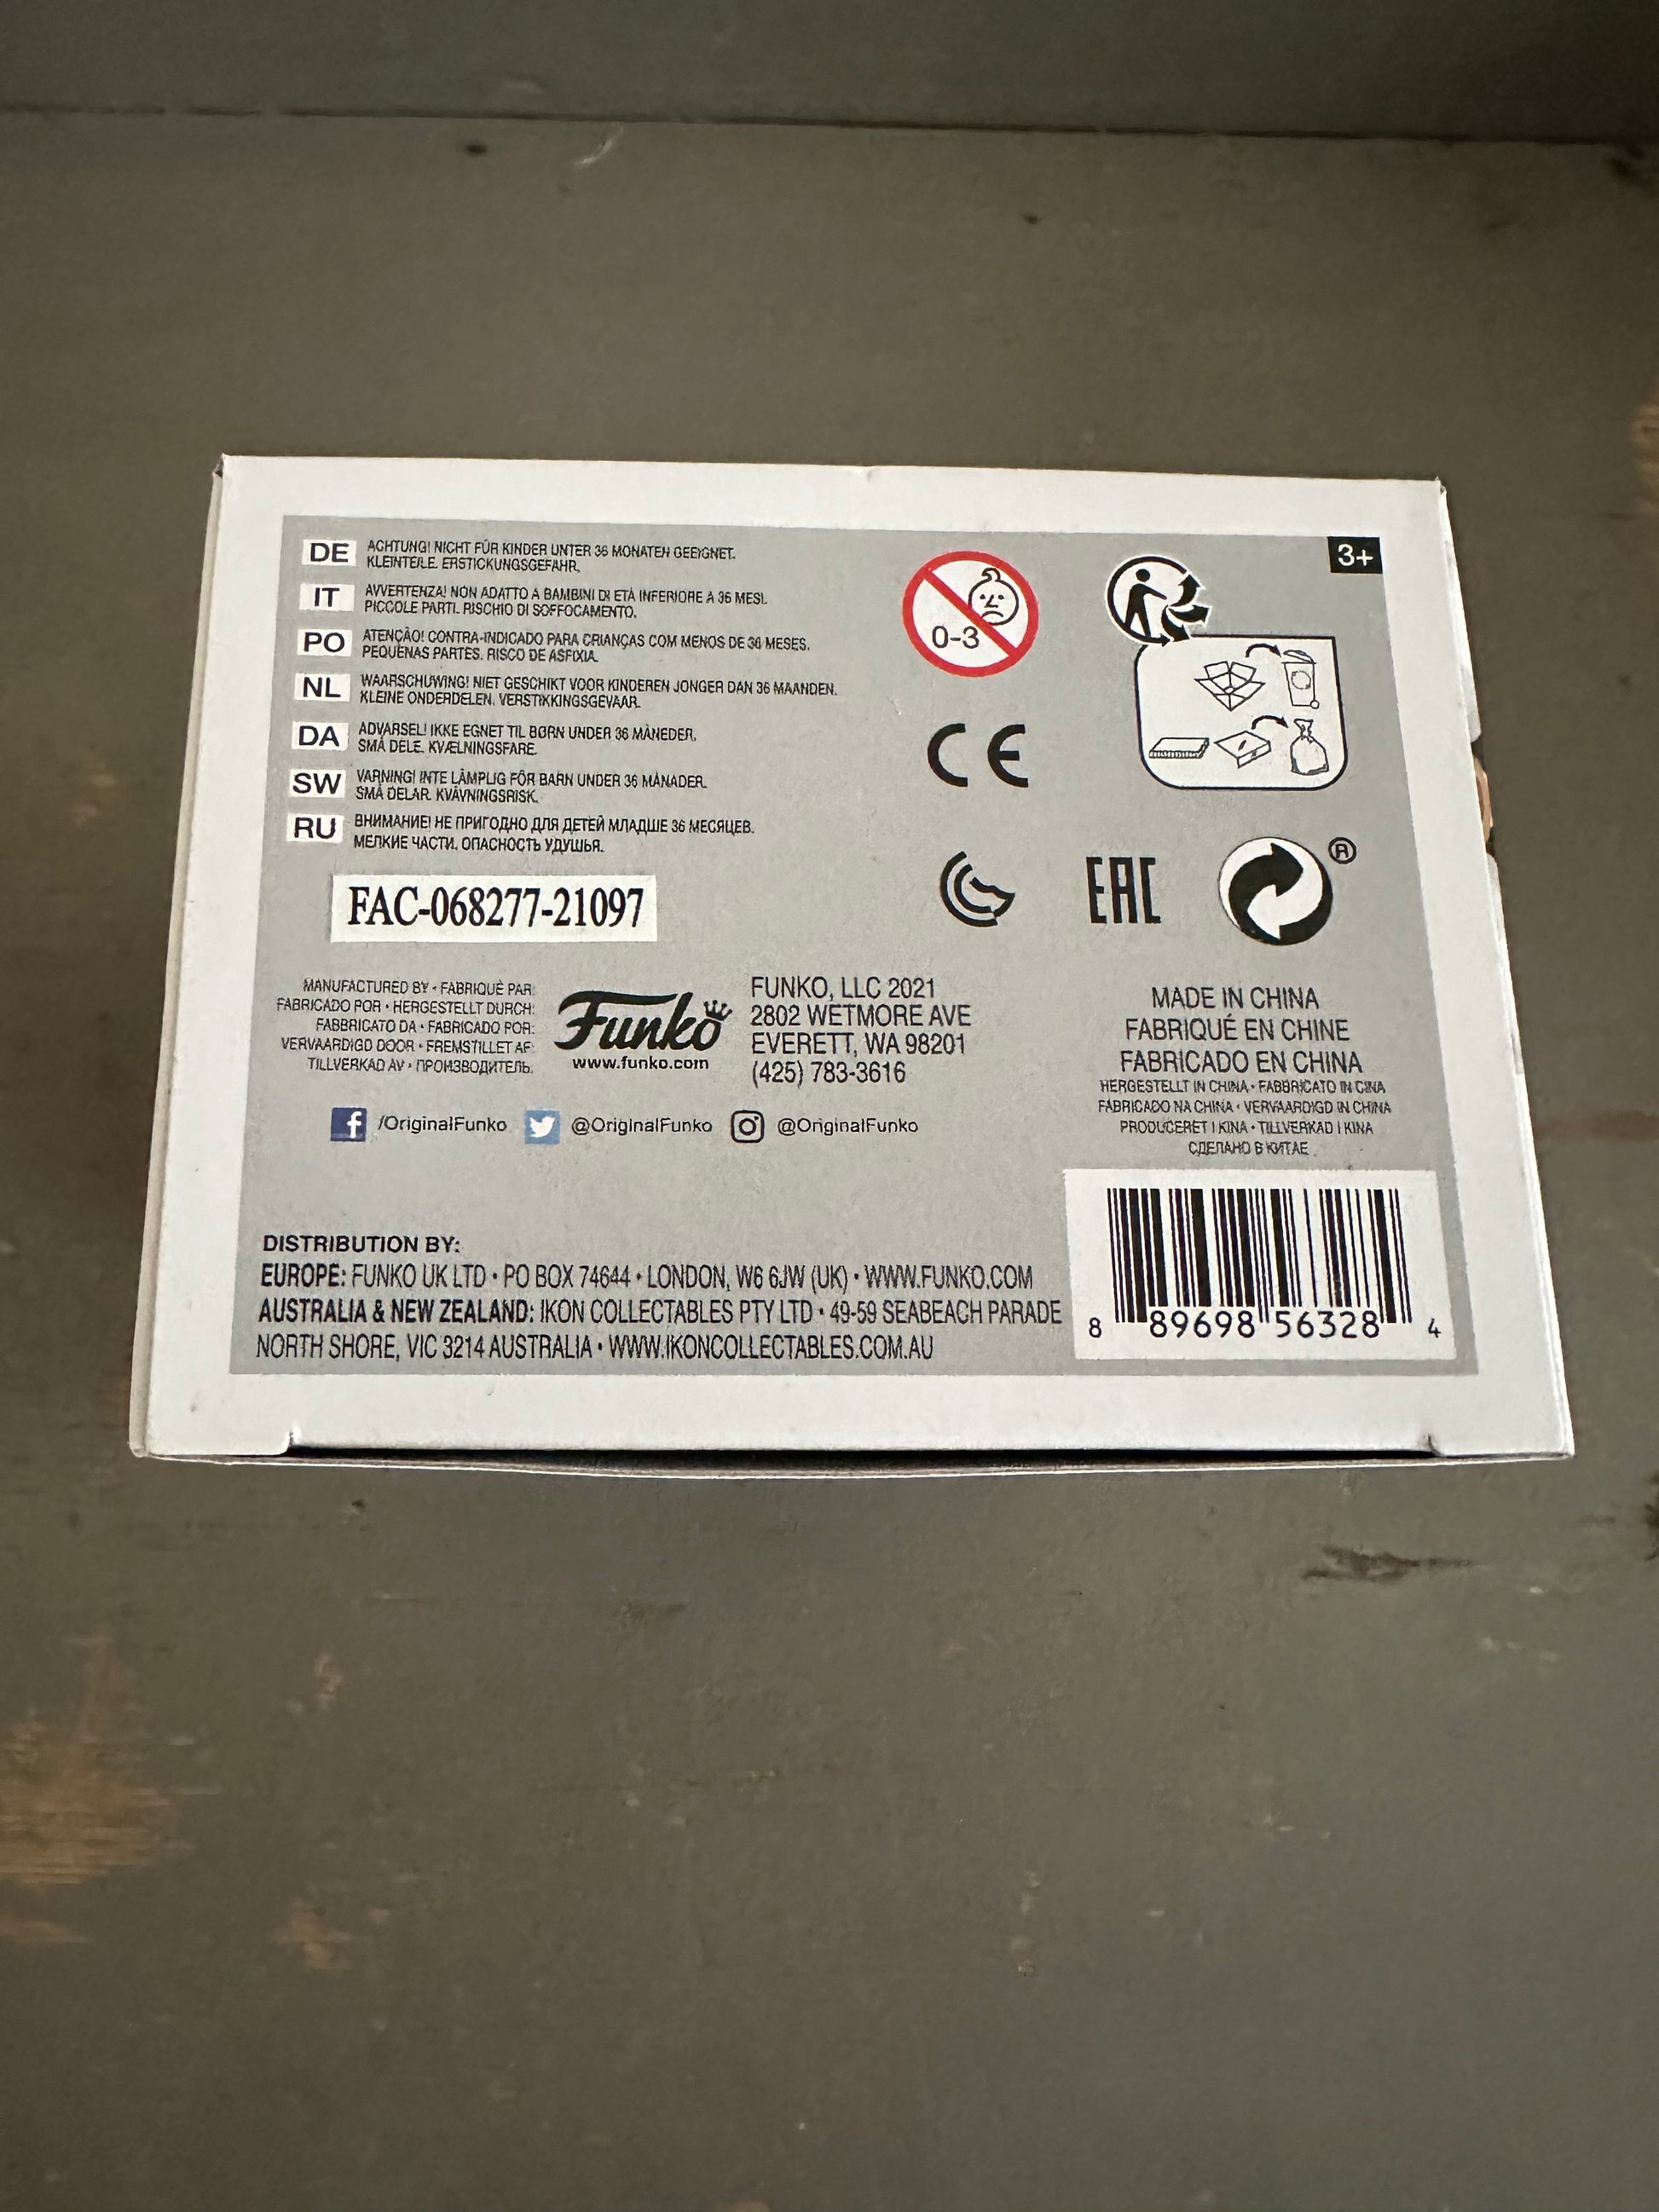 DE ACHTUNG! NICHT FÜR KINDER UNTER 36 MONATEN GEEIGNET.
KLEINTEILE. ERSTICKUNGSGEFAHR.
IT AVVERTENZA! NON ADATTO A BAMBINI DI ETÀ INFERIORE A 36 MESI.
PICCOLE PARTI. RISCHIO DI SOFFOCAMENTO.
PO ATENÇÃO! CONTRA-INDICADO PARA CRIANÇAS COM MENOS DE 36 MESES.
PEQUENAS PARTES. RISCO DE ASFIXIA.
NL WAARSCHUWING! NIET GESCHIKT VOOR KINDEREN JONGER DAN 36 MAANDEN.
KLEINE ONDERDELEN. VERSTIKKINGSGEVAAR.
DA ADVARSEL! IKKE EGNET TIL BØRN UNDER 36 MÅNEDER.
SMÅ DELE. KVÆLNINGSFARE.
SW VARNING! INTE LÄMPLIG FÖR BARN UNDER 36 MÅNADER.
SMÅ DELAR. KVÄVNINGSRISK.
RU ВНИМАНИЕ! НЕ ПРИГОДНО ДЛЯ ДЕТЕЙ МЛАДШЕ 36 МЕСЯЦЕВ.
МЕЛКИЕ ЧАСТИ. ОПАСНОСТЬ УДУШЬЯ.
0-3
3+
CE
EAC
®
FAC-068277-21097
MANUFACTURED BY • FABRIQUÉ PAR:
FABRICADO POR • HERGESTELLT DURCH:
FABBRICATO DA • FABRICADO POR:
VERVAARDIGD DOOR • FREMSTILLET AF:
TILLVERKAD AV • ПРОИЗВОДИТЕЛЬ:
Funko
www.funko.com
FUNKO, LLC 2021
2802 WETMORE AVE
EVERETT, WA 98201
(425) 783-3616
MADE IN CHINA
FABRIQUÉ EN CHINE
FABRICADO EN CHINA
HERGESTELLT IN CHINA • FABBRICATO IN CINA
FABRICADO NA CHINA • VERVAARDIGD IN CHINA
PRODUCERET I KINA • TILLVERKAD I KINA
СДЕЛАНО В КИТАЕ.
f /OriginalFunko @OriginalFunko @OriginalFunko
DISTRIBUTION BY:
EUROPE: FUNKO UK LTD • PO BOX 74644 • LONDON, W6 6JW (UK) • WWW.FUNKO.COM
AUSTRALIA & NEW ZEALAND: IKON COLLECTABLES PTY LTD • 49-59 SEABEACH PARADE
NORTH SHORE, VIC 3214 AUSTRALIA • WWW.IKONCOLLECTABLES.COM.AU
8 89698 56328 4